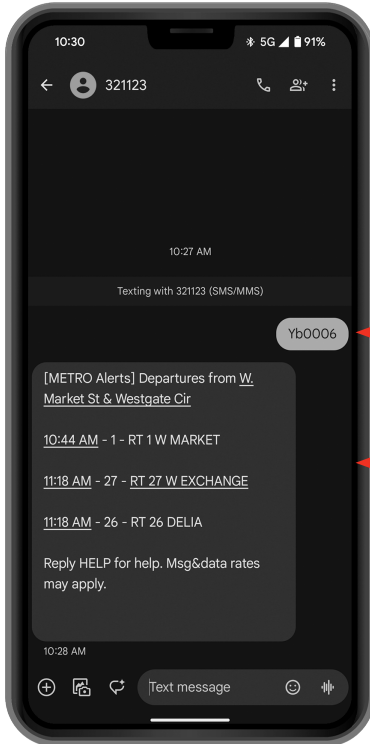 10:30
5G 91%
321123
10:27 AM
Texting with 321123 (SMS/MMS)
Yb0006
[METRO Alerts] Departures from W.
Market St & Westgate Cir
10:44 AM - 1 - RT 1 W MARKET
11:18 AM - 27 - RT 27 W EXCHANGE
11:18 AM - 26 - RT 26 DELIA
Reply HELP for help. Msg&data rates
may apply.
10:28 AM
Text message